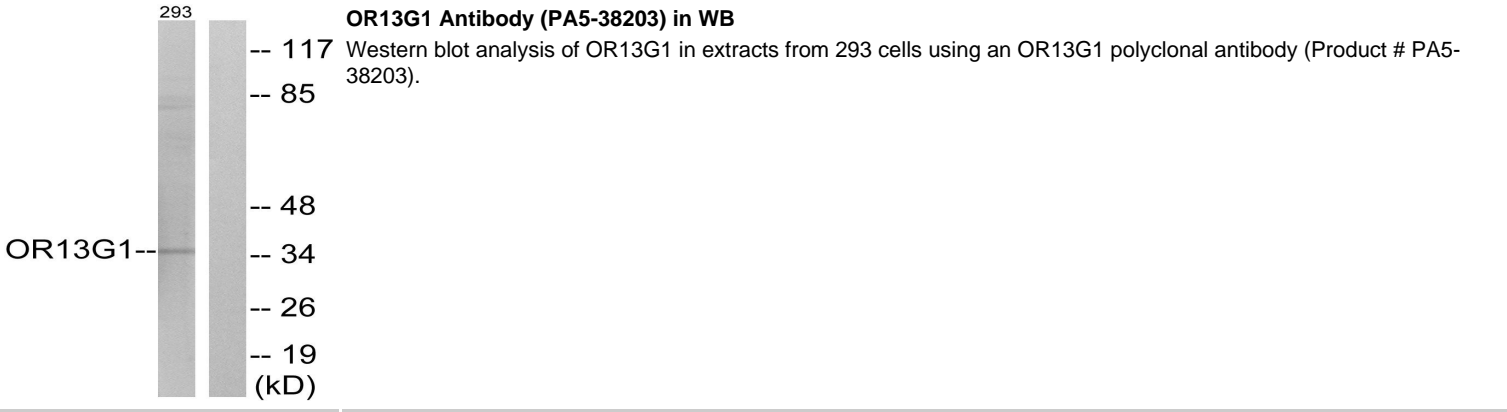 293
-- 117
-- 85
-- 48
OR13G1--
-- 34
-- 26
-- 19
(kD)
OR13G1 Antibody (PA5-38203) in WB
Western blot analysis of OR13G1 in extracts from 293 cells using an OR13G1 polyclonal antibody (Product # PA5-
38203).